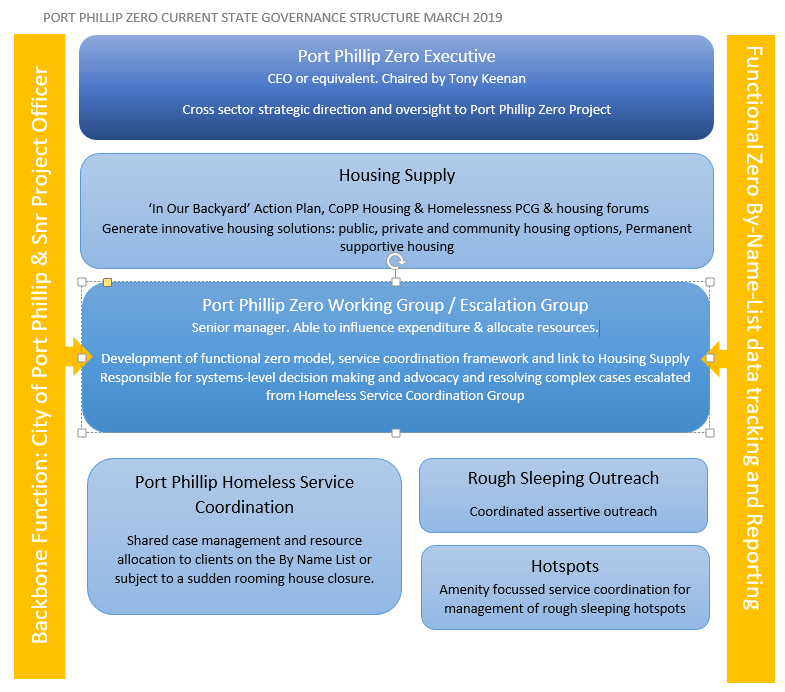 PORT PHILLIP ZERO CURRENT STATE GOVERNANCE STRUCTURE MARCH 2019
Backbone Function: City of Port Phillip & Snr Project Officer
Port Phillip Zero Executive
CEO or equivalent. Chaired by Tony Keenan
Cross sector strategic direction and oversight to Port Phillip Zero Project
Housing Supply
‘In Our Backyard’ Action Plan, CoPP Housing & Homelessness PCG & housing forums
Generate innovative housing solutions: public, private and community housing options, Permanent
supportive housing
Port Phillip Zero Working Group / Escalation Group
Senior manager. Able to influence expenditure & allocate resources.
Development of functional zero model, service coordination framework and link to Housing Supply
Responsible for systems-level decision making and advocacy and resolving complex cases escalated
from Homeless Service Coordination Group
Port Phillip Homeless Service
Coordination
Shared case management and resource
allocation to clients on the By Name List or
subject to a sudden rooming house closure.
Rough Sleeping Outreach
Coordinated assertive outreach
Hotspots
Amenity focussed service coordination for
management of rough sleeping hotspots
Functional Zero By-Name-List data tracking and Reporting